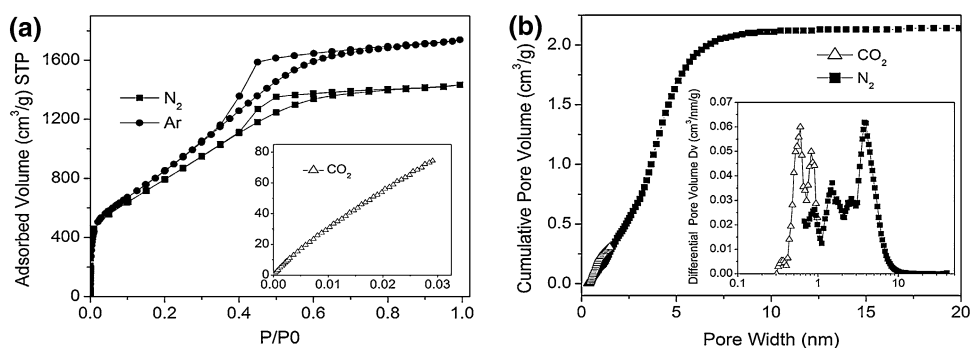 (a)
Adsorbed Volume (cm³/g) STP
1600
1200
800
400
0
N₂
Ar
CO₂
80
60
40
20
0
0.00 0.01 0.02 0.03
0.0 0.2 0.4 0.6 0.8 1.0
P/P0
(b)
Cumulative Pore Volume (cm³/g)
2.0
1.5
1.0
0.5
0.0
CO₂
N₂
Differential Pore Volume Dv (cm³/nm/g)
0.07
0.06
0.05
0.04
0.03
0.02
0.01
0.00
0.1 1 10
0 5 10 15 20
Pore Width (nm)